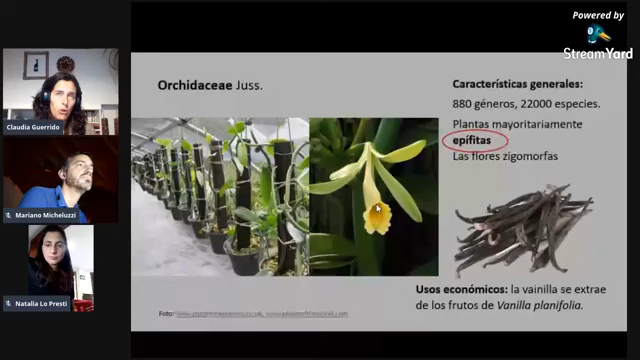 Powered by
StreamYard
Orchidaceae Juss.
Características generales:
880 géneros, 22000 especies.
Plantas mayoritariamente
epífitas
Las flores zigomorfas
Claudia Guerrido
Mariano Micheluzzi
Natalia Lo Presti
Usos económicos: la vainilla se extrae
de los frutos de Vanilla planifolia.
Foto: